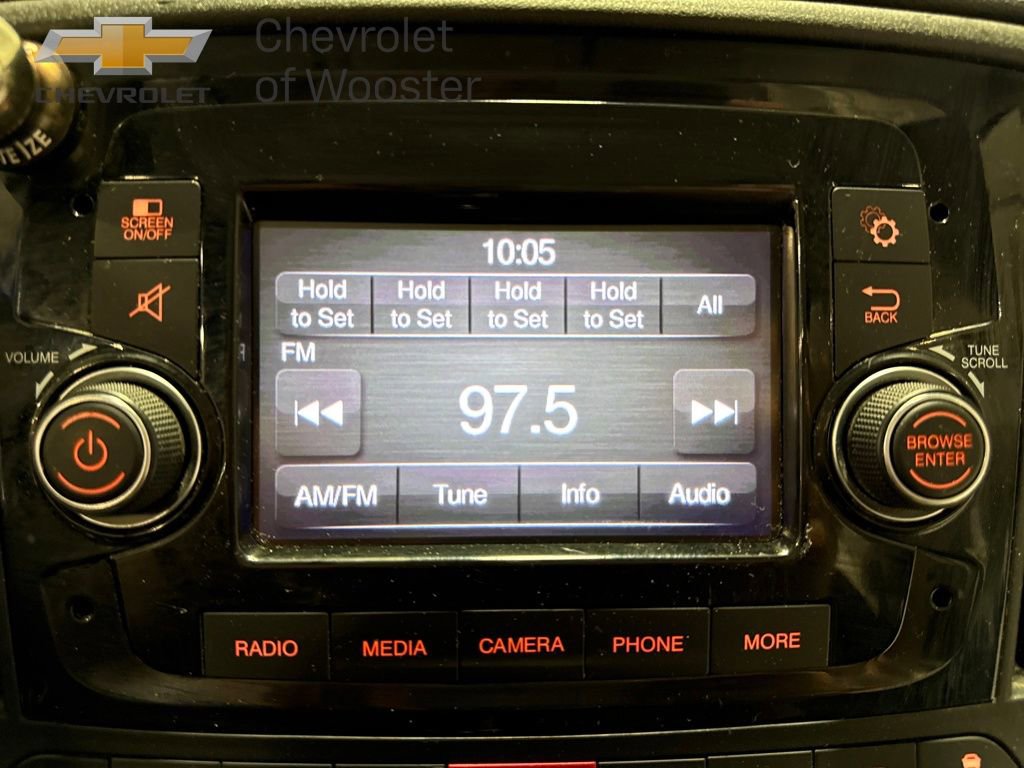 CHEVROLET
Chevrolet
of Wooster
SCREEN
ON/OFF
VOLUME
10:05
Hold
to Set
Hold
to Set
Hold
to Set
Hold
to Set
All
FM
97.5
AM/FM
Tune
Info
Audio
BACK
TUNE
SCROLL
BROWSE
ENTER
RADIO
MEDIA
CAMERA
PHONE
MORE